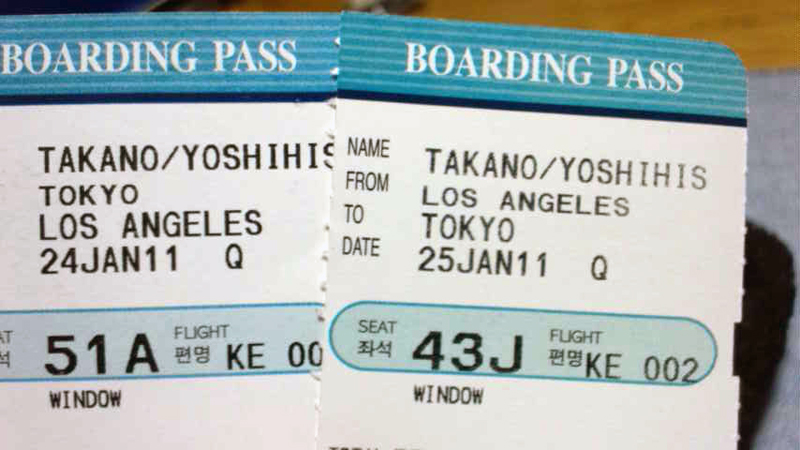 BOARDING PASS
TAKANO/YOSHIHIS
TOKYO
LOS ANGELES
24JAN11 Q
51A FLIGHT 편명 KE 00
WINDOW
BOARDING PASS
NAME TAKANO/YOSHIHIS
FROM LOS ANGELES
TO TOKYO
DATE 25JAN11 Q
SEAT 좌석 43J FLIGHT 편명 KE 002
WINDOW